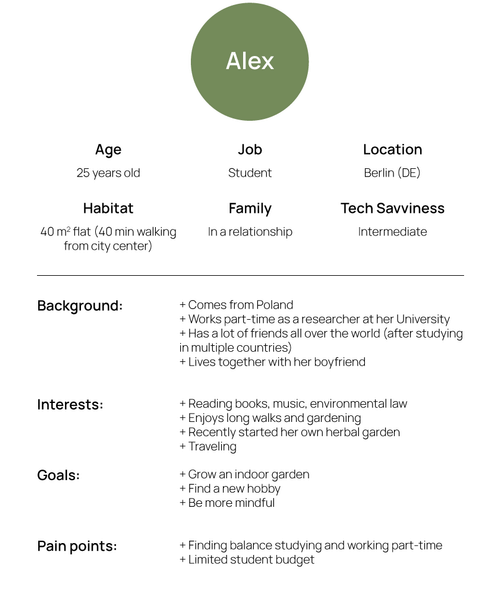 Alex
Age
Job
Location
25 years old
Student
Berlin (DE)
Habitat
Family
Tech Savviness
40 m² flat (40 min walking
from city center)
In a relationship
Intermediate
Background:
+ Comes from Poland
+ Works part-time as a researcher at her University
+ Has a lot of friends all over the world (after studying
in multiple countries)
+ Lives together with her boyfriend
Interests:
+ Reading books, music, environmental law
+ Enjoys long walks and gardening
+ Recently started her own herbal garden
+ Traveling
Goals:
+ Grow an indoor garden
+ Find a new hobby
+ Be more mindful
Pain points:
+ Finding balance studying and working part-time
+ Limited student budget